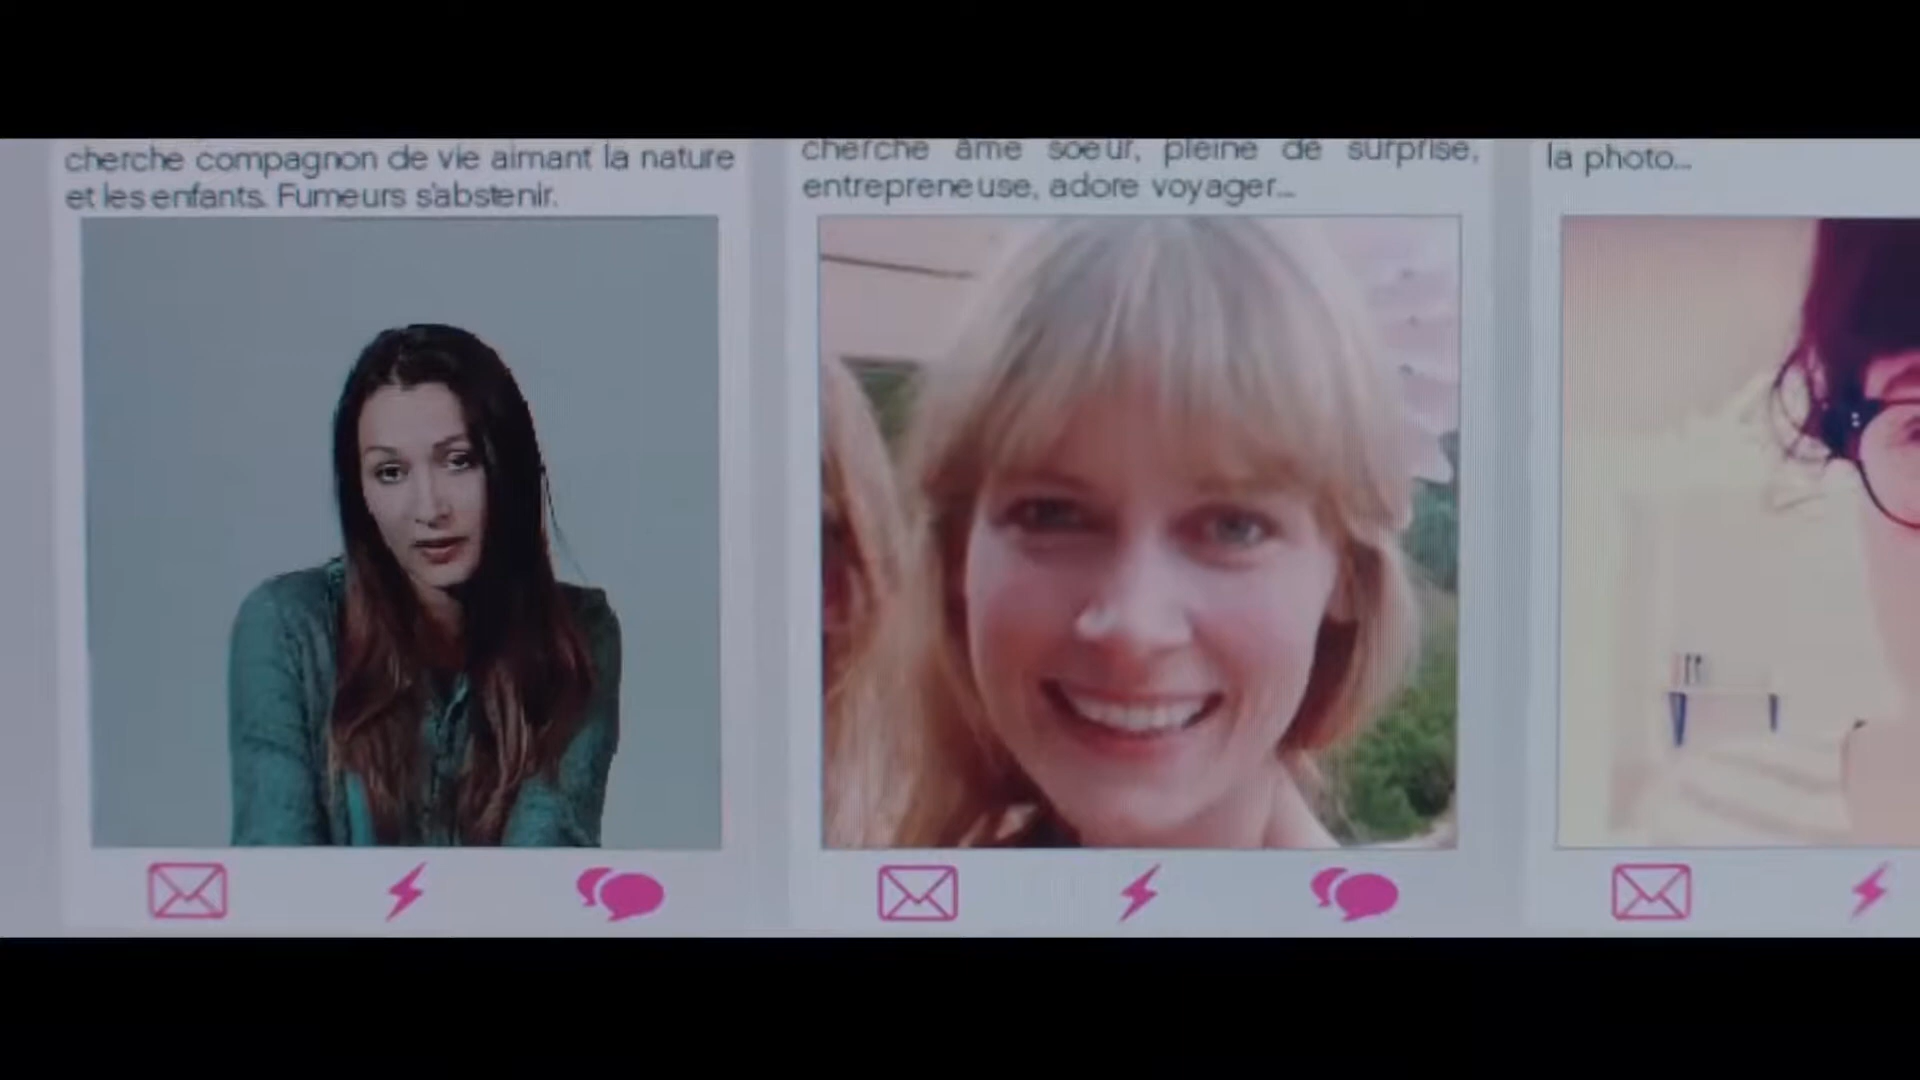 cherche compagnon de vie aimant la nature
et les enfants. Fumeurs s'abstenir.
cherche âme soeur, pleine de surprise,
entrepreneuse, adore voyager...
la photo...